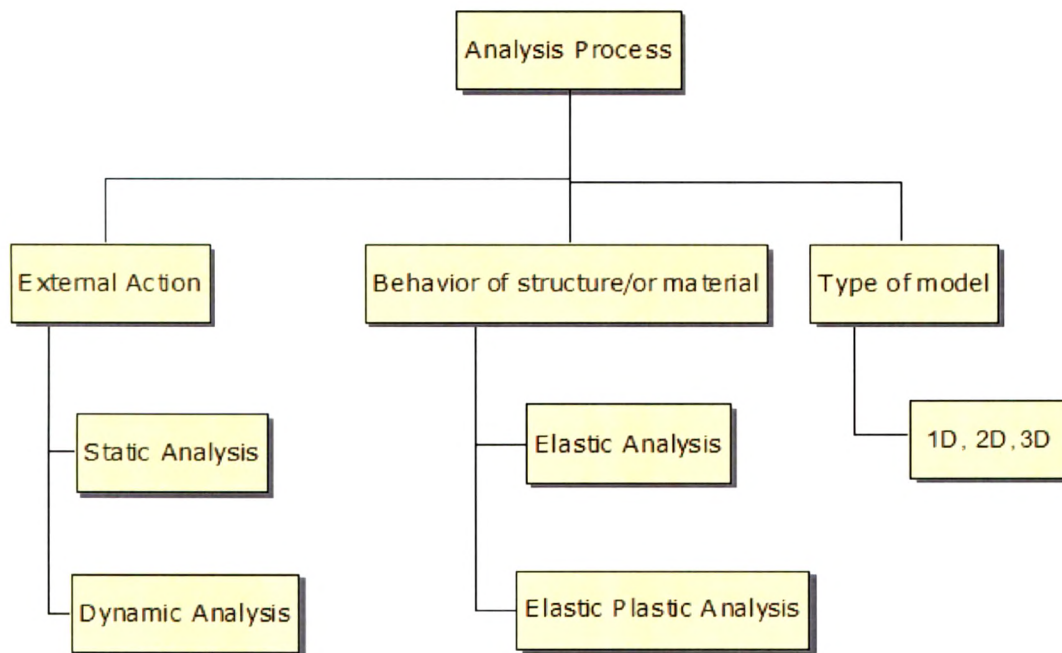 Analysis Process
External Action
Behavior of structure/or material
Type of model
Static Analysis
Elastic Analysis
1D, 2D,3D
Dynamic Analysis
Elastic Plastic Analysis